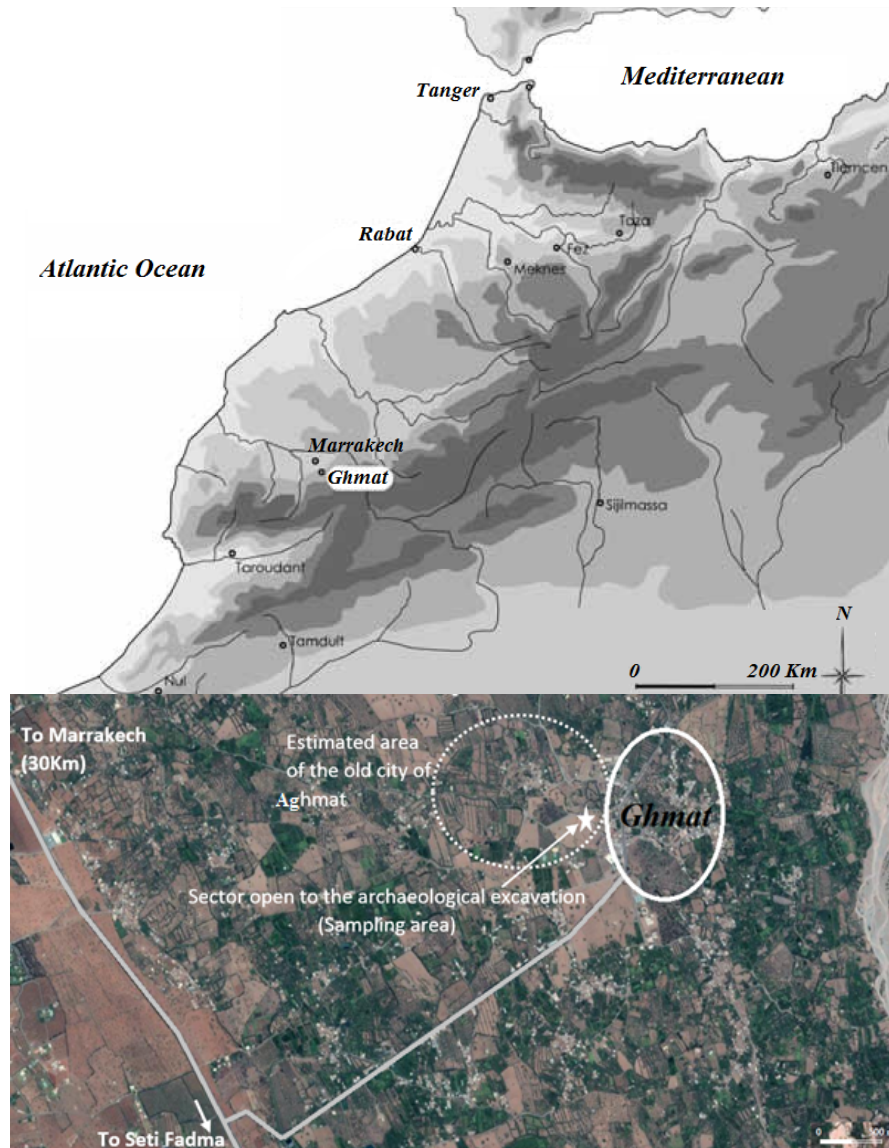 Mediterranean
Tanger
Tlemcen
Taza
Rabat
Fez
Meknes
Atlantic Ocean
Marrakech
Ghmat
Sijilmassa
Taroudant
N
Tamdult
0 200 Km
Nul
To Marrakech
(30Km)
Estimated area
of the old city of
Aghmat
Ghmat
Sector open to the archaeological excavation
(Sampling area)
To Seti Fadma
0 500